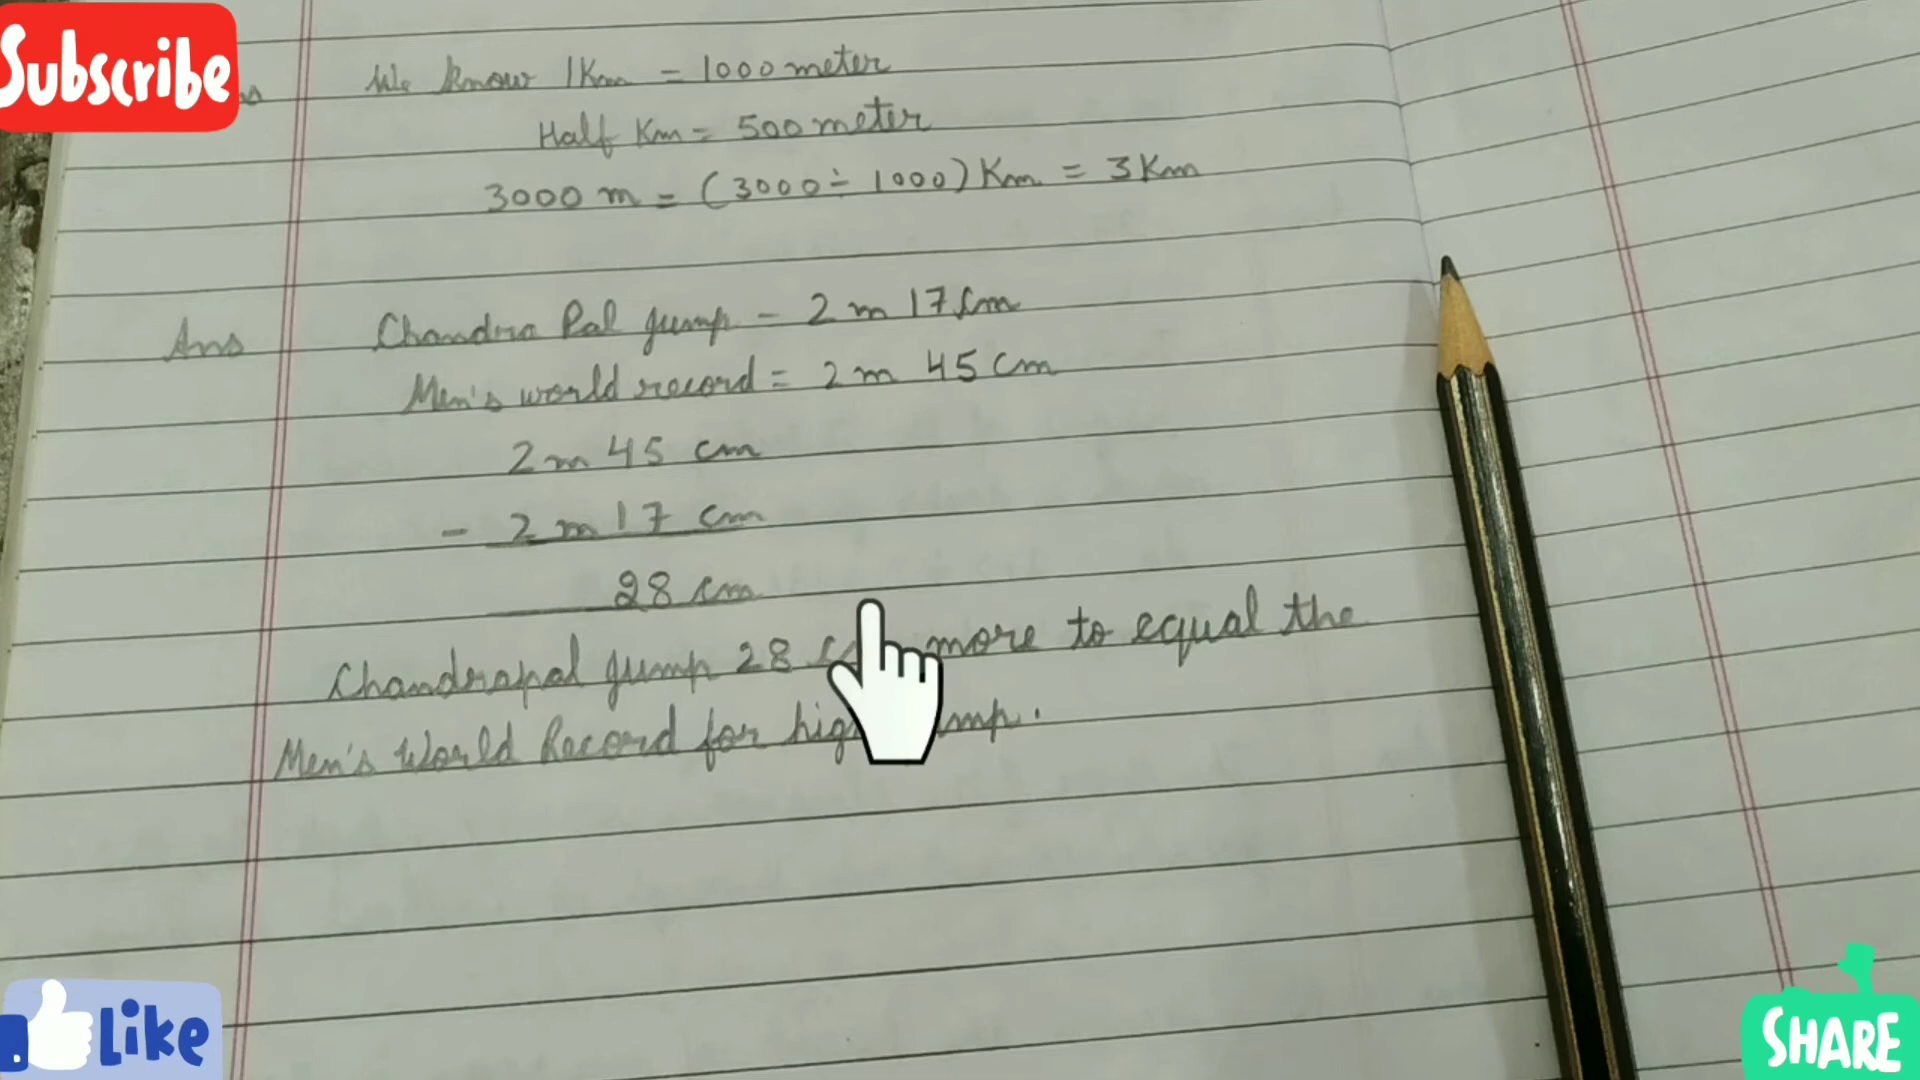 Subscribe
We know 1Km = 1000 meter
Half Km = 500 meter
3000 m = (3000 ÷ 1000) Km = 3 Km
Ans Chandra Pal jump - 2 m 17 cm
Men's world record = 2 m 45 cm
2 m 45 cm
- 2 m 17 cm
28 cm
Chandrapal jump 28 more to equal the
Men's World Record for
Like
SHARE